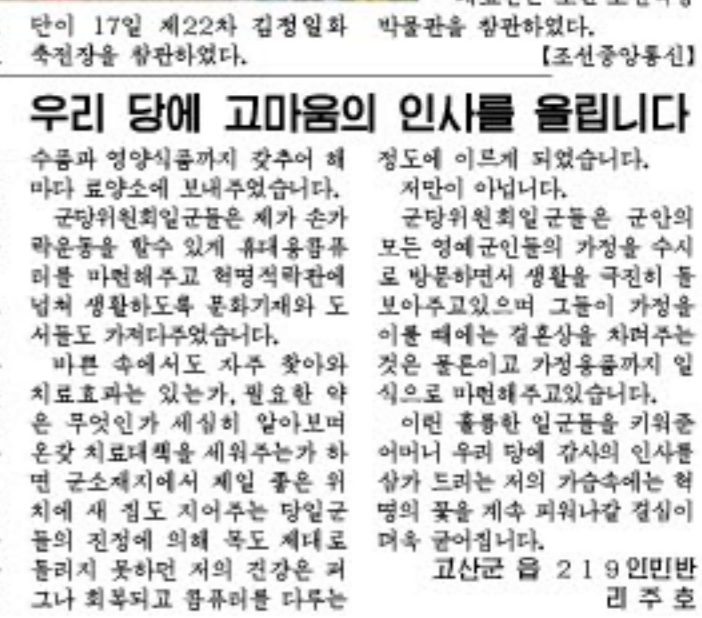 단이 17일 제22차 김정일화
축전장을 참관하였다.
박물관을 참관하였다.
【조선중앙통신】
우리 당에 고마움의 인사를 올립니다
수품과 영양식품까지 갖추어 해
마다 료양소에 보내주었습니다.
군당위원회일군들은 제가 손가
락운동을 할수 있게 휴대용콤퓨
터를 마련해주고 혁명적락관에
넘쳐 생활하도록 문화기재와 도
서들도 가져다주었습니다.
바쁜 속에서도 자주 찾아와
치료효과는 있는가, 필요한 약
은 무엇인가 세심히 알아보며
온갖 치료대책을 세워주는가 하
면 군소재지에서 제일 좋은 위
치에 새 집도 지어주는 당일군
들의 진정에 의해 목도 제대로
돌리지 못하던 저의 건강은 퍼
그나 회복되고 콤퓨터를 다루는
정도에 이르게 되였습니다.
저만이 아닙니다.
군당위원회일군들은 군안의
모든 영예군인들의 가정을 수시
로 방문하면서 생활을 극진히 돌
보아주고있으며 그들이 가정을
이룰 때에는 결혼상을 차려주는
것은 물론이고 가정용품까지 일
식으로 마련해주고있습니다.
이런 훌륭한 일군들을 키워준
어머니 우리 당에 감사의 인사를
삼가 드리는 저의 가슴속에는 혁
명의 꽃을 계속 피워나갈 결심이
더욱 굳어집니다.
고산군 읍 219인민반
리 주 호